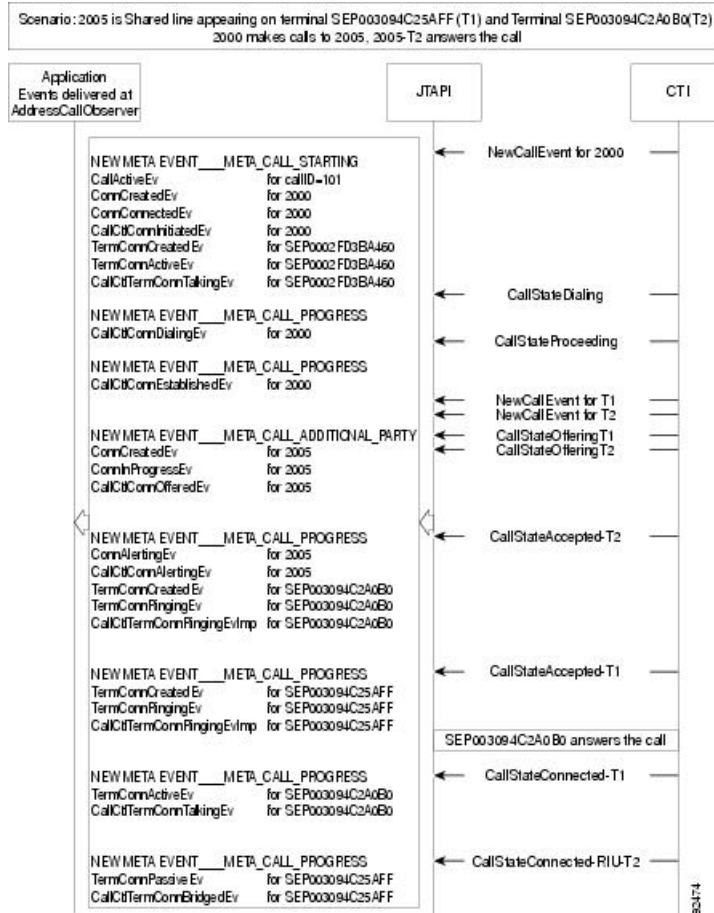 Scenario: 2005 is Shared line appearing on terminal SEP003094C25AFF (T1) and Terminal SEP003094C2A0B0(T2)
2000 makes calls to 2005, 2005-T2 answers the call
Application
Events delivered at
AddressCallObserver
JTAPI
CTI
NewCallEvent for 2000
NEW META EVENT___META_CALL_STARTING
CallActiveEv for callID=101
ConnCreatedEv for 2000
ConnConnectedEv for 2000
CallCtlConnInitiatedEv for 2000
TermConnCreatedEv for SEP0002FD3BA460
TermConnActiveEv for SEP0002FD3BA460
CallCtlTermConnTalkingEv for SEP0002FD3BA460
CallStateDialing
NEW META EVENT___META_CALL_PROGRESS
CallCtlConnDialingEv for 2000
CallStateProceeding
NEW META EVENT___META_CALL_PROGRESS
CallCtlConnEstablishedEv for 2000
NewCallEvent for T1
NewCallEvent for T2
NEW META EVENT___META_CALL_ADDITIONAL_PARTY
CallStateOfferingT1
ConnCreatedEv for 2005
CallStateOfferingT2
ConnInProgressEv for 2005
CallCtlConnOfferedEv for 2005
NEW META EVENT___META_CALL_PROGRESS
CallStateAccepted-T2
ConnAlertingEv for 2005
CallCtlConnAlertingEv for 2005
TermConnCreatedEv for SEP003094C2A0B0
TermConnRingingEv for SEP003094C2A0B0
CallCtlTermConnRingingEvImp for SEP003094C2A0B0
CallStateAccepted-T1
NEW META EVENT___META_CALL_PROGRESS
TermConnCreatedEv for SEP003094C25AFF
TermConnRingingEv for SEP003094C25AFF
CallCtlTermConnRingingEvImp for SEP003094C25AFF
SEP003094C2A0B0 answers the call
NEW META EVENT___META_CALL_PROGRESS
CallStateConnected-T1
TermConnActiveEv for SEP003094C2A0B0
CallCtlTermConnTalkingEv for SEP003094C2A0B0
NEW META EVENT___META_CALL_PROGRESS
CallStateConnected-RIU-T2
TermConnPassiveEv for SEP003094C25AFF
CallCtlTermConnBridgedEv for SEP003094C25AFF